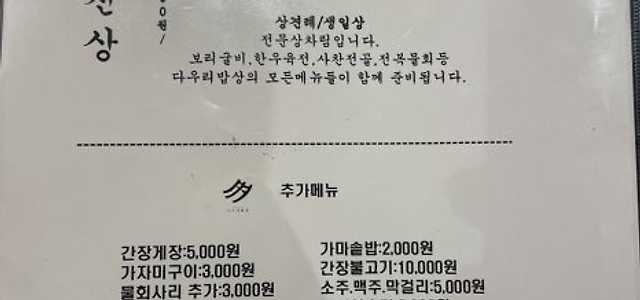 상
상견례/생일상
전문상차림입니다.
보리굴비.한우육전.사찬전골.전복물회등
다우리밥상의 모든메뉴들이 함께 준비됩니다.
추가메뉴
간장게장:5,000원
가마솥밥:2,000원
가자미구이:3,000원
간장불고기:10,000원
물회사리 추가:3,000원
소주.맥주.막걸리:5,000원